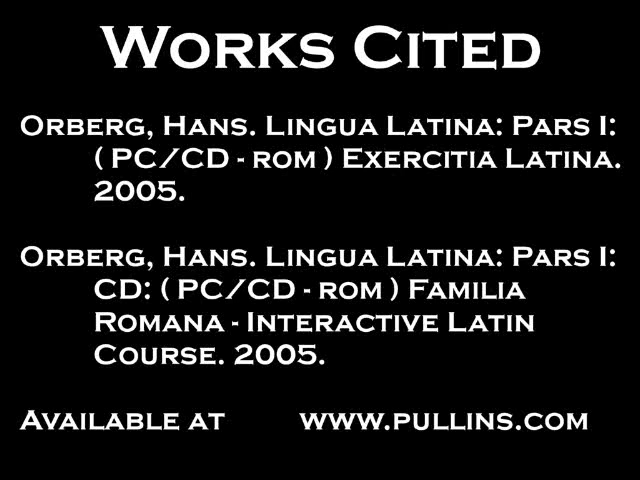 Works Cited
Orberg, Hans. Lingua Latina: Pars I:
( PC/CD - rom ) Exercitia Latina.
2005.
Orberg, Hans. Lingua Latina: Pars I:
CD: ( PC/CD - rom ) Familia
Romana - Interactive Latin
Course. 2005.
Available at www.pullins.com